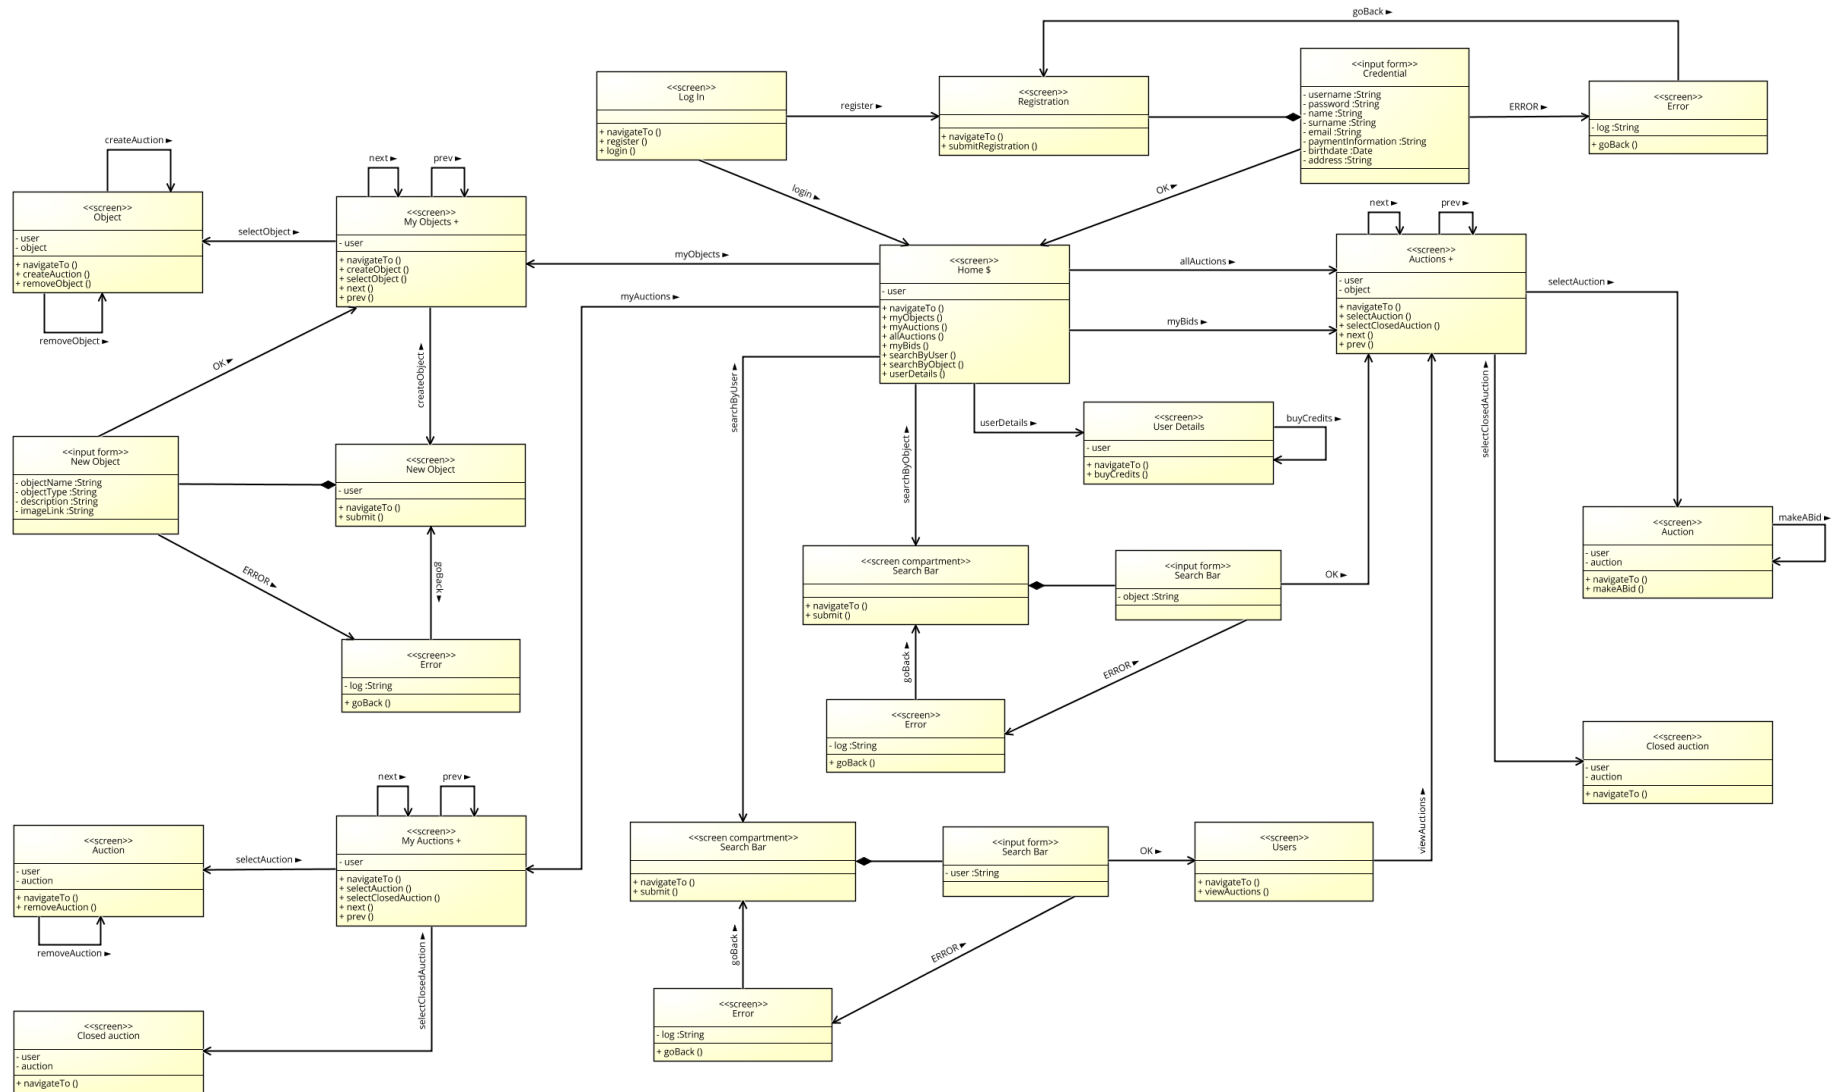 goBack ►
<<screen>>
Log In
+ navigateTo ()
+ register ()
+ login ()
register ►
<<screen>>
Registration
+ navigateTo ()
+ submitRegistration ()
<<input form>>
Credential
- username :String
- password :String
- name :String
- surname :String
- email :String
- paymentInformation :String
- birthdate :Date
- address :String
ERROR ►
<<screen>>
Error
- log :String
+ goBack ()
login ►
OK ►
createAuction ►
<<screen>>
Object
- user
- object
+ navigateTo ()
+ createAuction ()
+ removeObject ()
removeObject ►
selectObject ►
next ►
prev ►
<<screen>>
My Objects +
- user
+ navigateTo ()
+ createObject ()
+ selectObject ()
+ next ()
+ prev ()
myObjects ►
myAuctions ►
<<screen>>
Home $
- user
+ navigateTo ()
+ myObjects ()
+ myAuctions ()
+ allAuctions ()
+ myBids ()
+ searchByUser ()
+ searchByObject ()
+ userDetails ()
allAuctions ►
myBids ►
next ►
prev ►
<<screen>>
Auctions +
- user
- object
+ navigateTo ()
+ selectAuction ()
+ selectClosedAuction ()
+ next ()
+ prev ()
selectAuction ►
OK ►
createObject ►
searchByUser ►
searchByObject ►
userDetails ►
<<screen>>
User Details
- user
+ navigateTo ()
+ buyCredits ()
buyCredits ►
selectClosedAuction ►
<<input form>>
New Object
- objectName :String
- objectType :String
- description :String
- imageLink :String
<<screen>>
New Object
- user
+ navigateTo ()
+ submit ()
ERROR ►
goBack ►
<<screen>>
Error
- log :String
+ goBack ()
<<screen compartment>>
Search Bar
+ navigateTo ()
+ submit ()
<<input form>>
Search Bar
- object :String
OK ►
<<screen>>
Auction
- user
- auction
+ navigateTo ()
+ makeABid ()
makeABid ►
goBack ►
ERROR ►
<<screen>>
Error
- log :String
+ goBack ()
<<screen>>
Closed auction
- user
- auction
+ navigateTo ()
next ►
prev ►
<<screen>>
Auction
- user
- auction
+ navigateTo ()
+ removeAuction ()
removeAuction ►
selectAuction ►
<<screen>>
My Auctions +
- user
+ navigateTo ()
+ selectAuction ()
+ selectClosedAuction ()
+ next ()
+ prev ()
<<screen compartment>>
Search Bar
+ navigateTo ()
+ submit ()
<<input form>>
Search Bar
- user :String
OK ►
<<screen>>
Users
+ navigateTo ()
+ viewAuctions ()
viewAuctions ►
selectClosedAuction ►
goBack ►
ERROR ►
<<screen>>
Error
- log :String
+ goBack ()
<<screen>>
Closed auction
- user
- auction
+ navigateTo ()